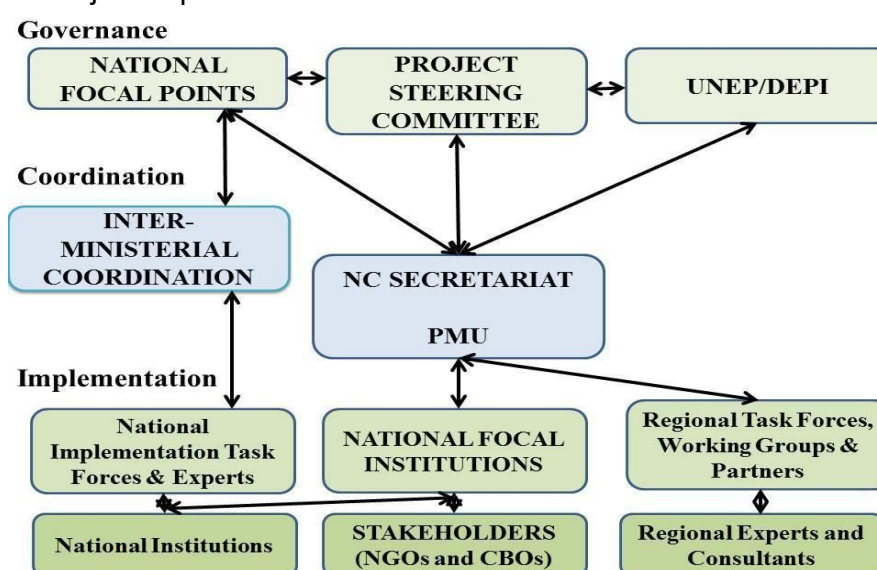 Governance
NATIONAL
FOCAL POINTS
PROJECT
STEERING
COMMITTEE
UNEP/DEPI
Coordination
INTER-
MINISTERIAL
COORDINATION
NC SECRETARIAT
PMU
Implementation
National
Implementation Task
Forces & Experts
NATIONAL FOCAL
INSTITUTIONS
Regional Task Forces,
Working Groups &
Partners
National Institutions
STAKEHOLDERS
(NGOs and CBOs)
Regional Experts and
Consultants